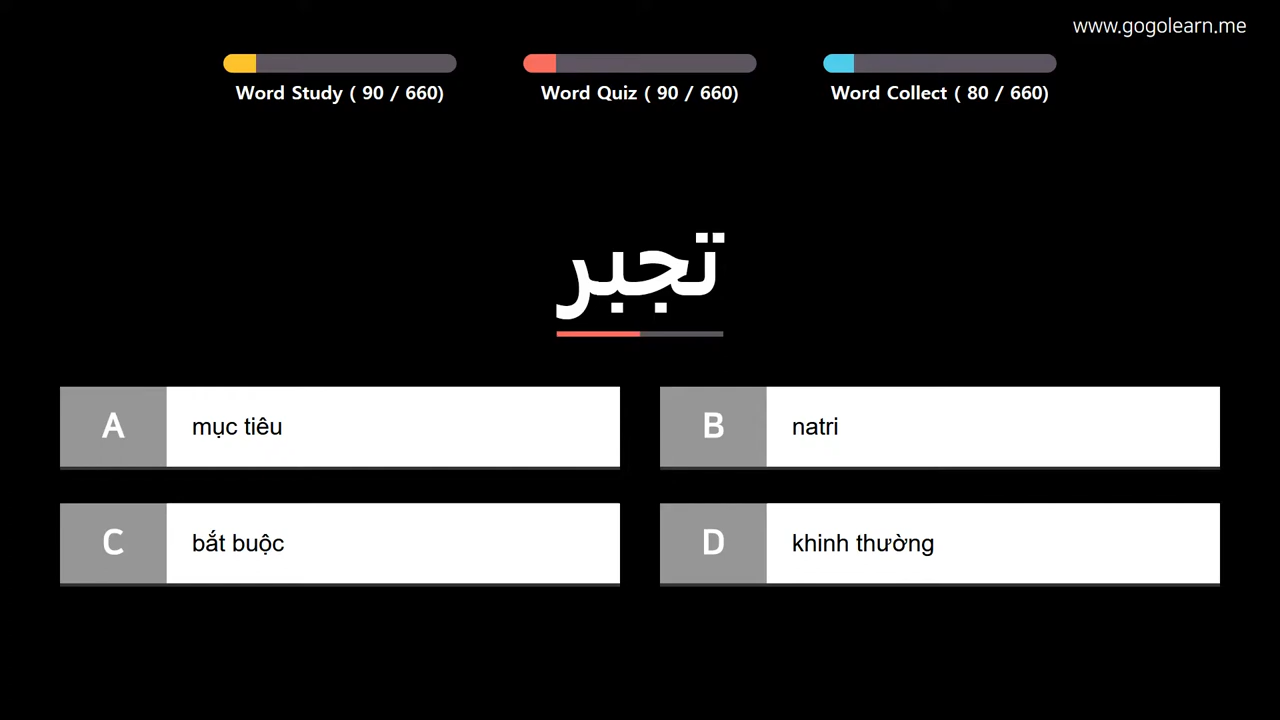 www.gogolearn.me
Word Study ( 90 / 660)
Word Quiz ( 90 / 660)
Word Collect ( 80 / 660)
تجبر
A mục tiêu
B natri
C bắt buộc
D khinh thường